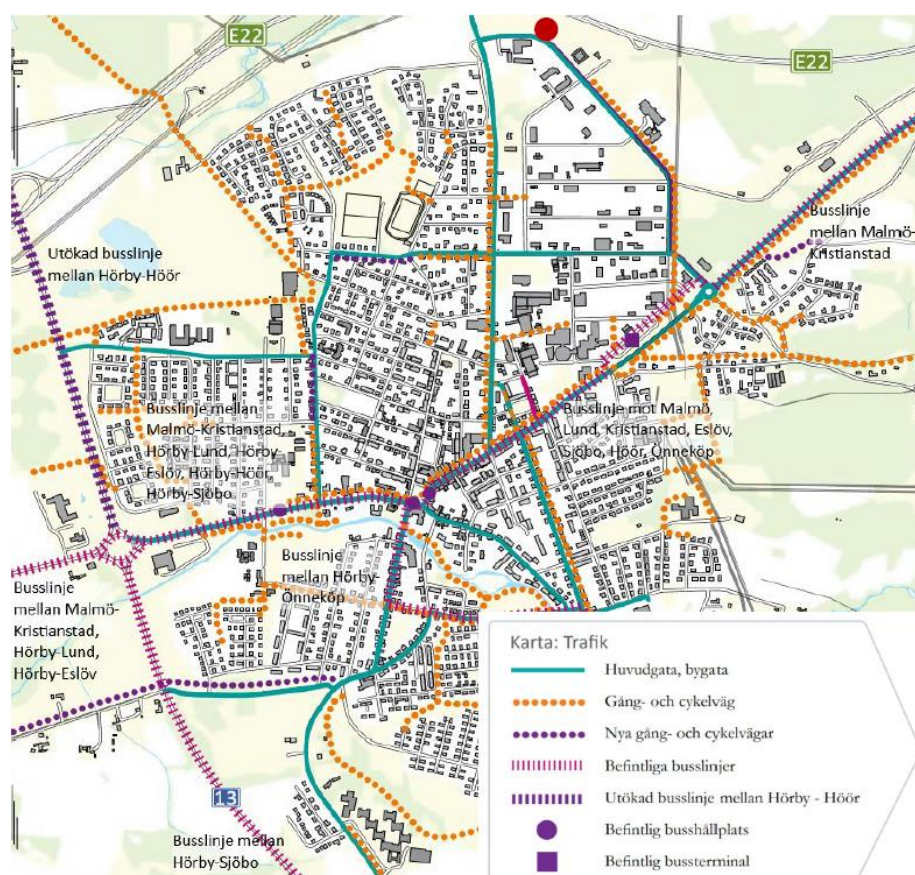 E22
E22
Busslinje
mellan Malmö-
Kristianstad
Utökad busslinje
mellan Hörby-Höör
Busslinje mellan
Malmö-Kristianstad,
Hörby-Lund, Hörby-
Eslöv, Hörby-Höör,
Hörby-Sjöbo
Busslinje mot Malmö,
Lund, Kristianstad, Eslöv,
Sjöbo, Höör, Önneköp
Busslinje
mellan Hörby-
Önneköp
Busslinje
mellan Malmö-
Kristianstad,
Hörby-Lund,
Hörby-Eslöv
13
Busslinje mellan
Hörby-Sjöbo
Karta: Trafik
Huvudgata, bygata
Gång- och cykelväg
Nya gång- och cykelvägar
Befintliga busslinjer
Utökad busslinje mellan Hörby - Höör
Befintlig busshållplats
Befintlig bussterminal